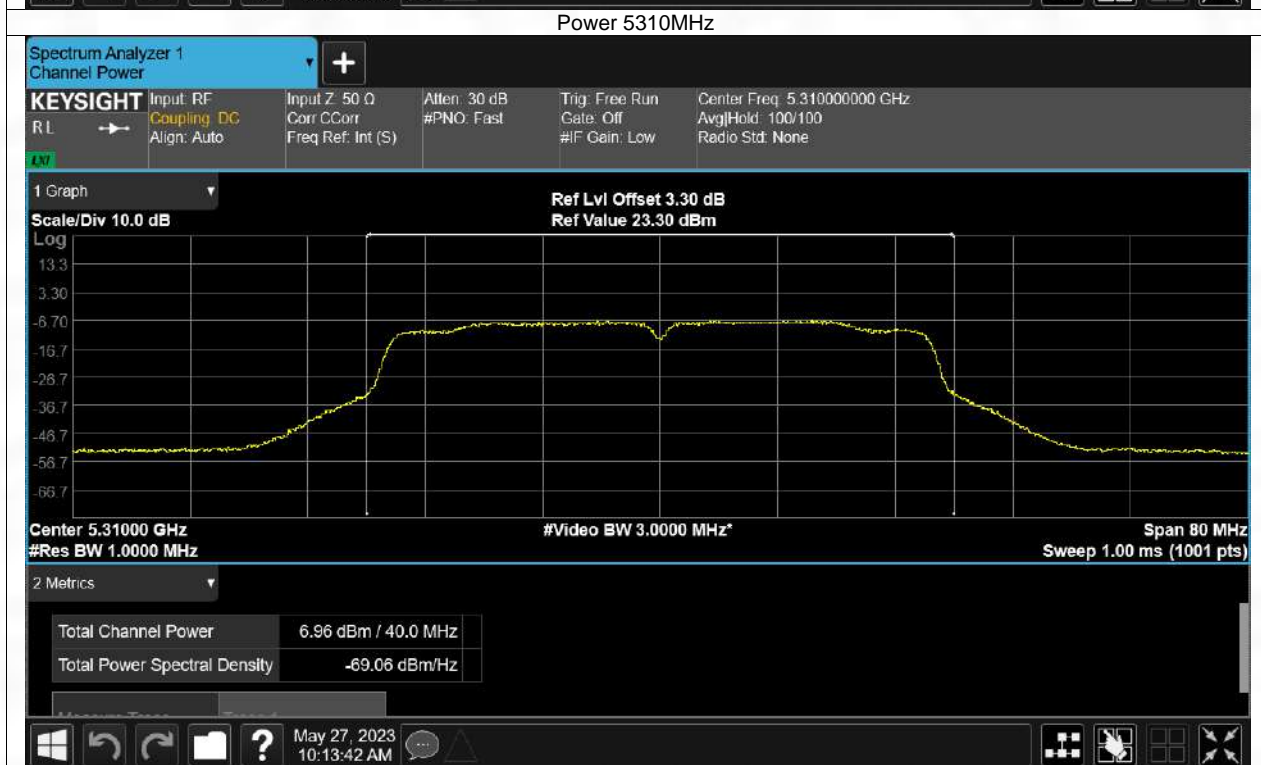 Power 5310MHz
Spectrum Analyzer 1
Channel Power
+
KEYSIGHT
RL
LXI
Input: RF
Coupling: DC
Align: Auto
Input Z: 50 Ω
Corr CCorr
Freq Ref: Int (S)
Atten: 30 dB
#PNO: Fast
Trig: Free Run
Gate: Off
#IF Gain: Low
Center Freq: 5.310000000 GHz
Avg|Hold: 100/100
Radio Std: None
1 Graph
Scale/Div 10.0 dB
Ref Lvl Offset 3.30 dB
Ref Value 23.30 dBm
Log
13.3
3.30
-6.70
-16.7
-26.7
-36.7
-46.7
-56.7
-66.7
Center 5.31000 GHz
#Video BW 3.0000 MHz*
Span 80 MHz
#Res BW 1.0000 MHz
Sweep 1.00 ms (1001 pts)
2 Metrics
Total Channel Power 6.96 dBm / 40.0 MHz
Total Power Spectral Density -69.06 dBm/Hz
?
May 27, 2023
10:13:42 AM